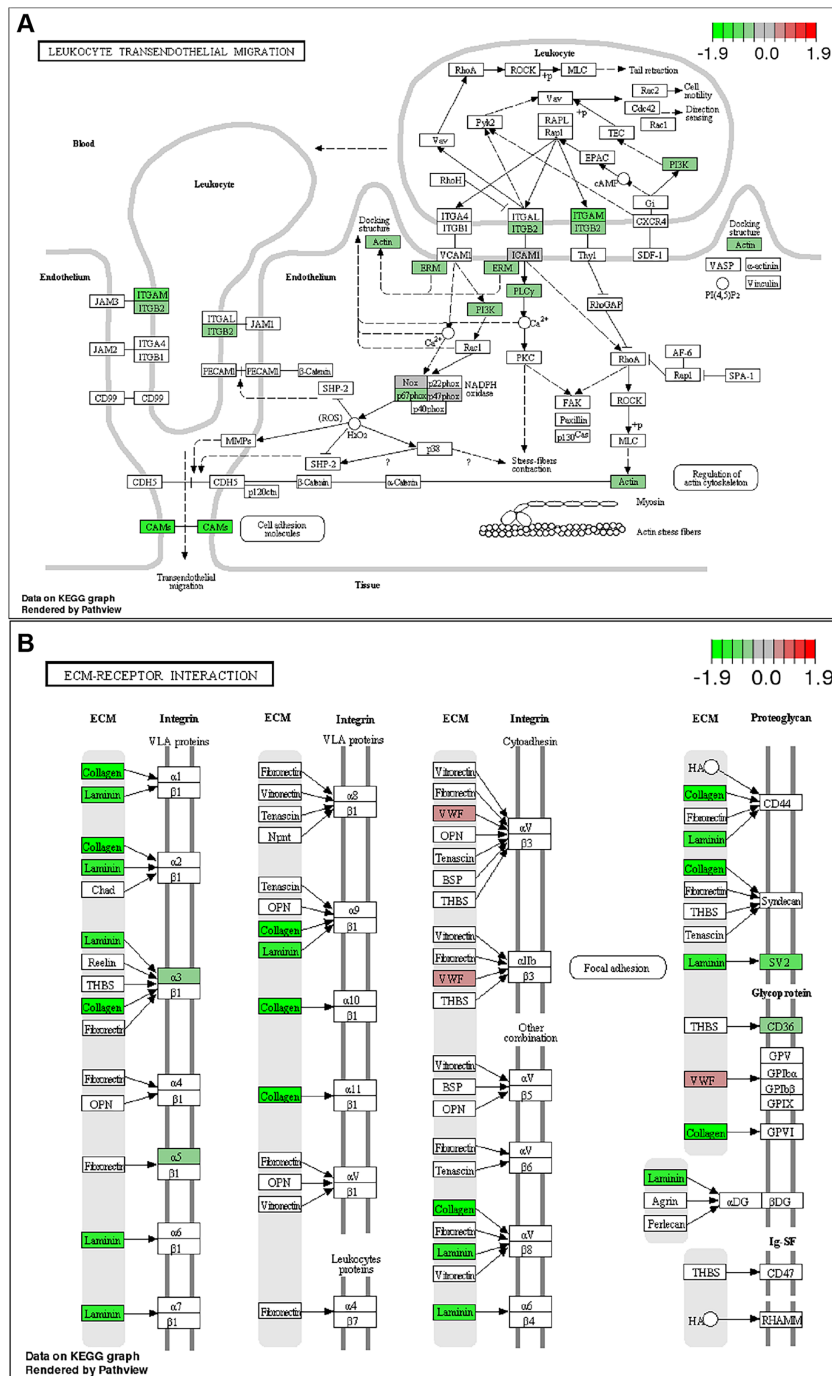 A
LEUKOCYTE TRANSENDOTHELIAL MIGRATION
-1.9 0.0 1.9
Leukocyte
RhoA ROCK +p MLC Tail retraction
Vav Rac2 Cell motility
Pyk2 +p Cdc42 Direction sensing
RAPL Rac1
Rap1 TEC
Vav EPAC PI3K
Blood
RhoH cAMP Gi
Leukocyte
ITGA4 ITGAL ITGAM
ITGB1 ITGB2 ITGB2 CXCR4
Docking structure
Actin
VCAM1 ICAM1 Thy1 SDF-1
Docking structure
Actin
Endothelium
Endothelium
ERM ERM
VASP α-actinin
PI(4,5)P2 Vinculin
JAM3 ITGAM
ITGB2
PLCγ
PI3K RhoGAP
ITGAL JAM1
ITGB2
Ca2+ Ca2+
JAM2 ITGA4
ITGB1
Rac1 PKC RhoA AF-6
Rap1 SPA-1
PECAM1 PECAM1 β-Catenin
SHP-2
Nox p22phox NADPH oxidase
p67phox p47phox
p40phox
CD99 CD99
FAK ROCK
Paxillin
p130Cas
(ROS)
H2O2
+p
MMPs p38 MLC
SHP-2 ? ?
Stress-fibers contraction
CDH5 CDH5 β-Catenin α-Catenin Actin
p120ctn
Regulation of actin cytoskeleton
Myosin
CAMs CAMs Cell adhesion molecules
Actin stress fibers
Transendothelial migration
Tissue
Data on KEGG graph
Rendered by Pathview
B
ECM-RECEPTOR INTERACTION
-1.9 0.0 1.9
ECM Integrin
VLA proteins
Collagen
Laminin
α1
β1
Collagen
Laminin
Chad
α2
β1
Laminin
Reelin
THBS
Collagen
Fibronectin
α3
β1
Fibronectin
OPN
α4
β1
Fibronectin
α5
β1
Laminin
α6
β1
Laminin
α7
β1
ECM Integrin
VLA proteins
Fibronectin
Vitronectin
Tenascin
Npnt
α8
β1
Tenascin
OPN
Collagen
Laminin
α9
β1
Collagen
α10
β1
Collagen
α11
β1
Fibronectin
OPN
Vitronectin
αV
β1
Leukocytes proteins
Fibronectin
α4
β7
ECM Integrin
Cytoadhesin
Vitronectin
Fibronectin
VWF
OPN
Tenascin
BSP
THBS
αV
β3
Vitronectin
Fibronectin
VWF
THBS
αIIb
β3
Other combination
Vitronectin
BSP
OPN
αV
β5
Fibronectin
Tenascin
αV
β6
Collagen
Fibronectin
Laminin
Vitronectin
αV
β8
Laminin
α6
β4
Focal adhesion
ECM Proteoglycan
HA
Collagen
Fibronectin
Laminin
CD44
Collagen
Fibronectin
THBS
Tenascin
Syndecan
Laminin SV2
Glycoprotein
THBS CD36
VWF
GPV
GPIbα
GPIbβ
GPIX
Collagen GPVI
Laminin
Agrin
Perlecan
αDG βDG
Ig-SF
THBS CD47
HA RHAMM
Data on KEGG graph
Rendered by Pathview